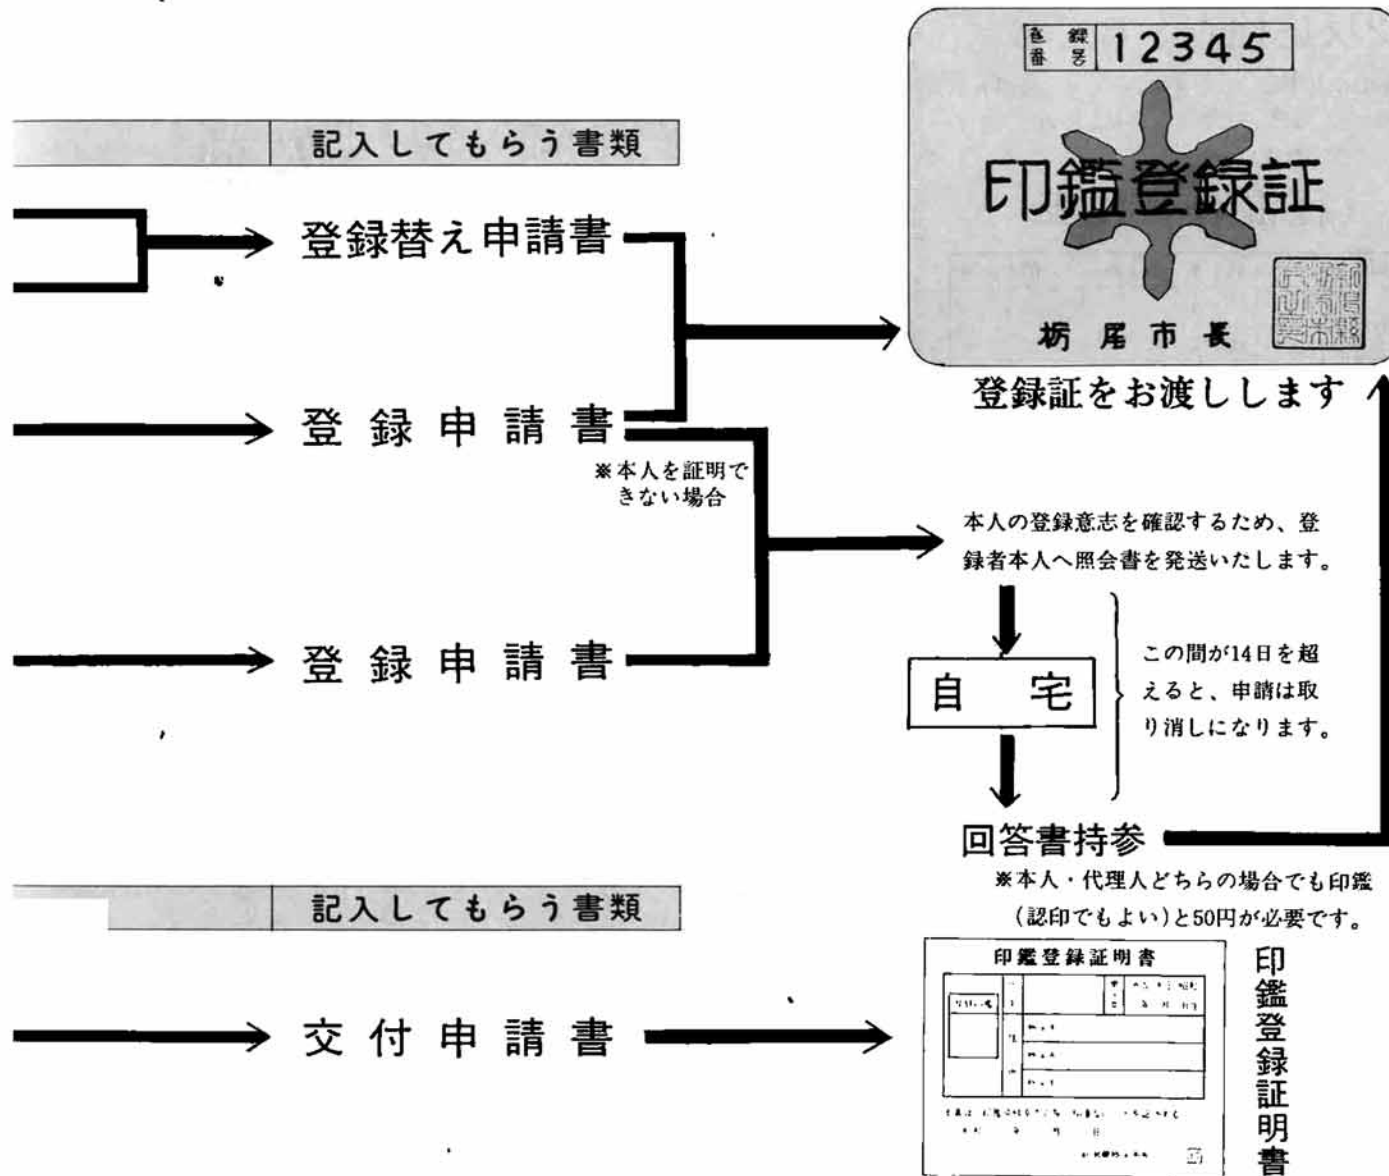 登録番号 12345
印鑑登録証
栃尾市長
登録証をお渡しします
記入してもらう書類
登録替え申請書
登録申請書
※本人を証明で
きない場合
登録申請書
本人の登録意志を確認するため、登
録者本人へ照会書を発送いたします。
自宅
この間が14日を超
えると、申請は取
り消しになります。
回答書持参
※本人・代理人どちらの場合でも印鑑
(認印でもよい)と50円が必要です。
記入してもらう書類
交付申請書
印鑑登録証明書
印鑑登録証明書